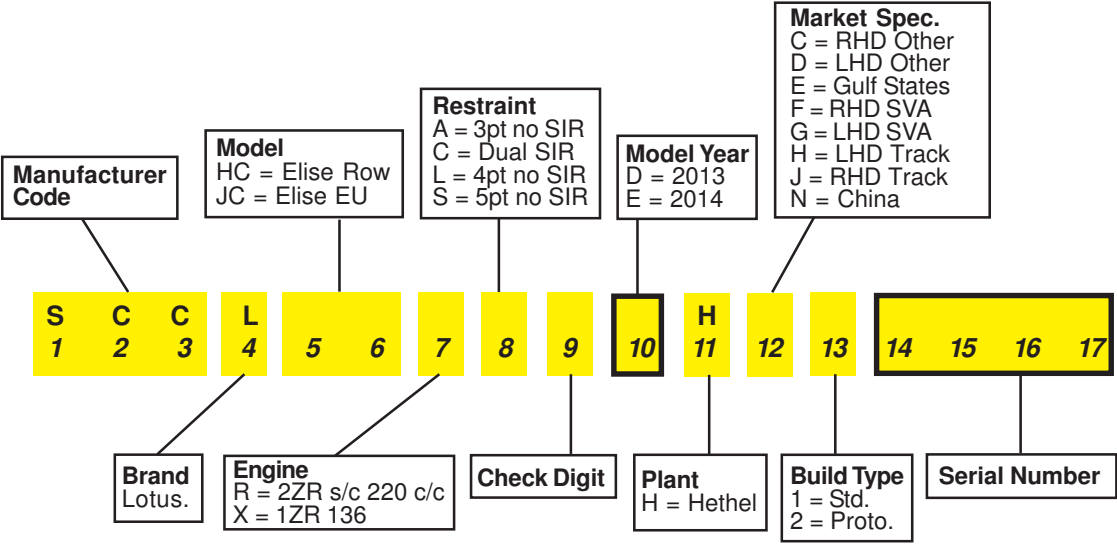 Market Spec.
C = RHD Other
D = LHD Other
E = Gulf States
F = RHD SVA
G = LHD SVA
H = LHD Track
J = RHD Track
N = China
Restraint
A = 3pt no SIR
C = Dual SIR
L = 4pt no SIR
S = 5pt no SIR
Model
HC = Elise Row
JC = Elise EU
Model Year
D = 2013
E = 2014
Manufacturer
Code
S C C L H
1 2 3 4 5 6 7 8 9 10 11 12 13 14 15 16 17
Brand
Lotus.
Engine
R = 2ZR s/c 220 c/c
X = 1ZR 136
Check Digit
Plant
H = Hethel
Build Type
1 = Std.
2 = Proto.
Serial Number